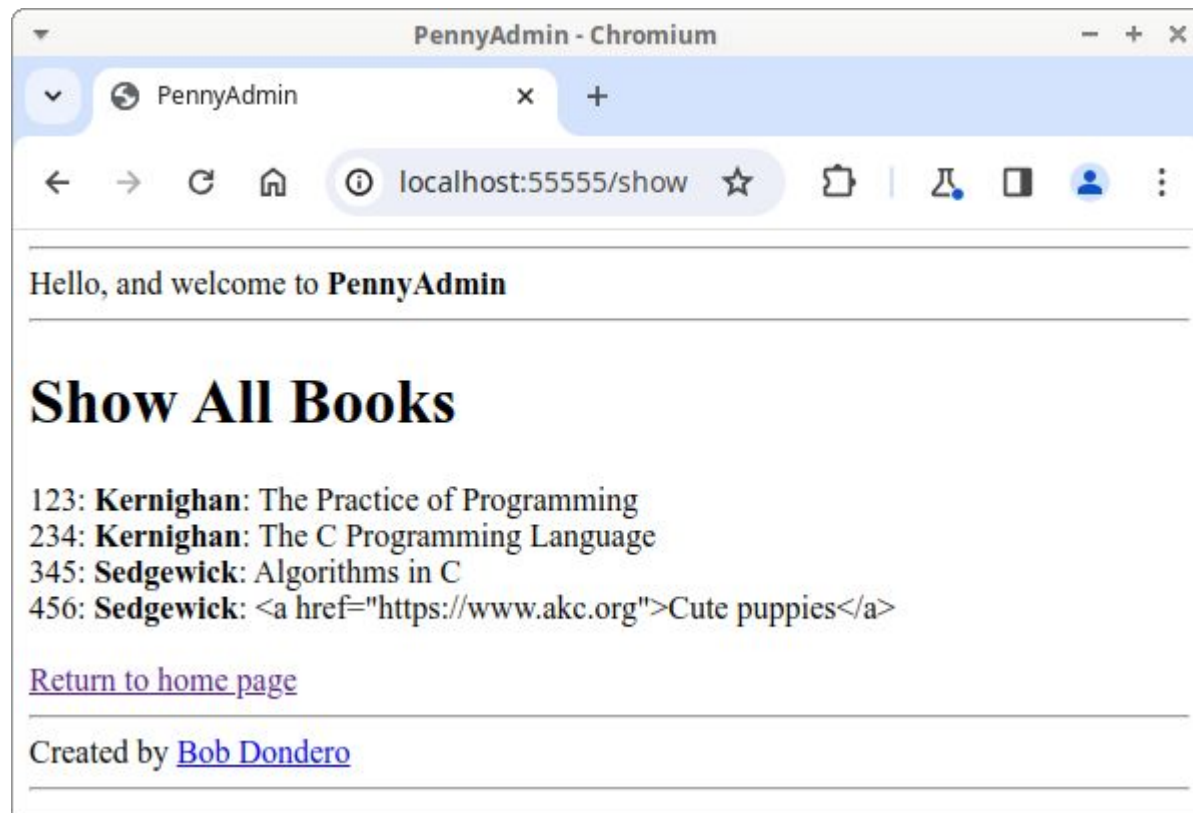 PennyAdmin - Chromium
PennyAdmin
localhost:55555/show
Hello, and welcome to PennyAdmin
Show All Books
123: Kernighan: The Practice of Programming
234: Kernighan: The C Programming Language
345: Sedgewick: Algorithms in C
456: Sedgewick: <a href="https://www.akc.org">Cute puppies</a>
Return to home page
Created by Bob Dondero